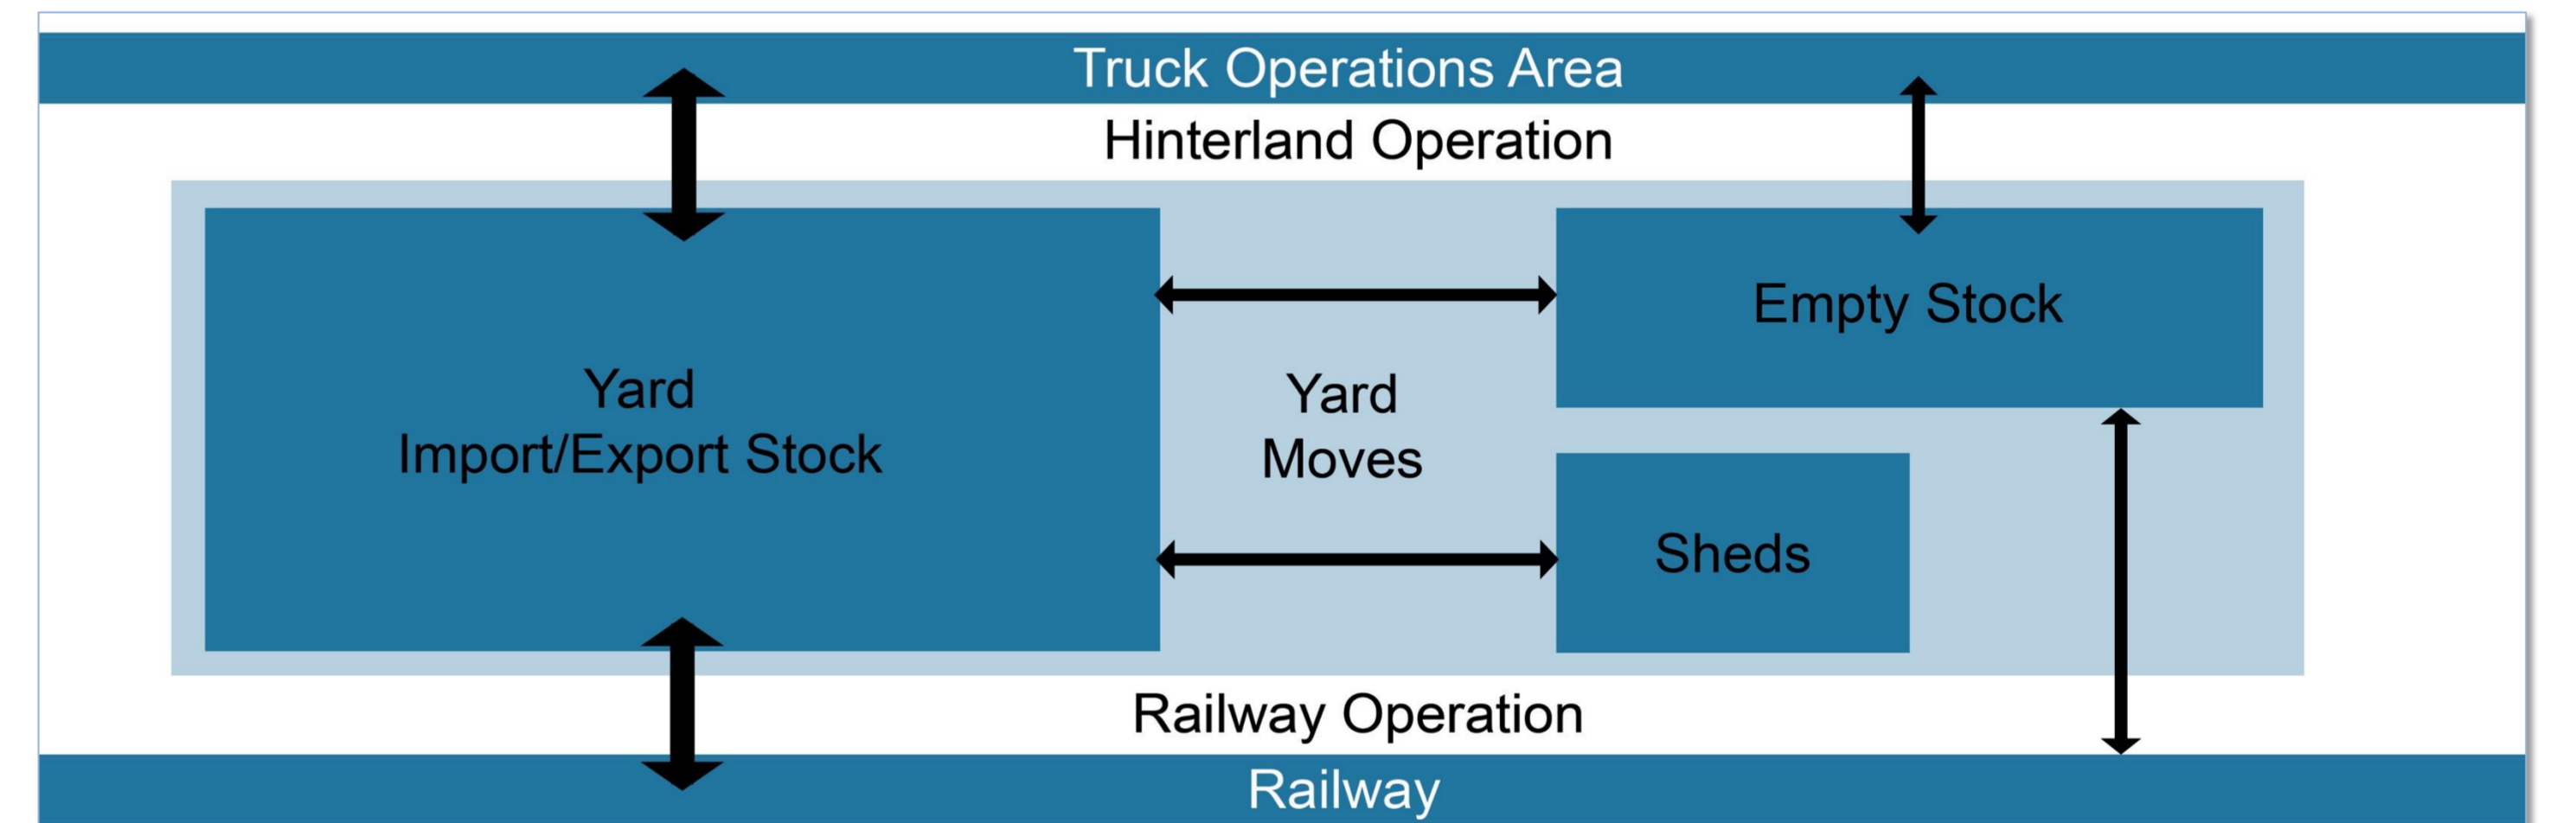 Truck Operations Area
Hinterland Operation
Yard
Import/Export Stock
Yard
Moves
Empty Stock
Sheds
Railway Operation
Railway